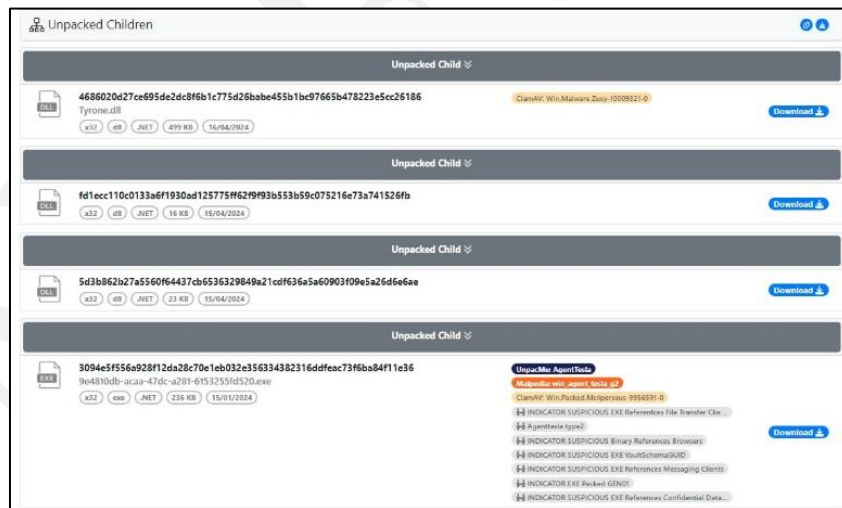 Unpacked Children
Unpacked Child
4686020d27ce695de2dc8f6b1c775d26babe455b1bc97665b478223e5cc26186
ClamAV: Win.Malware.Zusy-10009321-0
DLL
Tyrone.dll
Download
x32 dll .NET 499 KB 16/04/2024
Unpacked Child
fd1ecc110c0133a6f1930ad125775ff62f9f93b553b59c075216e73a741526fb
DLL
x32 dll .NET 16 KB 15/04/2024
Download
Unpacked Child
5d3b862b27a5560f64437cb6536329849a21cdf636a5a60903f09e5a26d6e6ae
DLL
x32 dll .NET 23 KB 15/04/2024
Download
Unpacked Child
3094e5f556a928f12da28c70e1eb032e356334382316ddfeac73f6ba84f11e36
UnpacMe: AgentTesla
EXE
9e4810db-acaa-47dc-a281-6153255fd520.exe
Malpedia: win_agent_tesla_g2
x32 exe .NET 236 KB 15/01/2024
ClamAV: Win.Packed.Msilperseus-9956591-0
INDICATOR SUSPICIOUS EXE References File Transfer Clie...
Agenttesla type2
INDICATOR SUSPICIOUS Binary References Browsers
Download
INDICATOR SUSPICIOUS EXE VaultSchemaGUID
INDICATOR SUSPICIOUS EXE References Messaging Clients
INDICATOR EXE Packed GEN01
INDICATOR SUSPICIOUS EXE References Confidential Data...